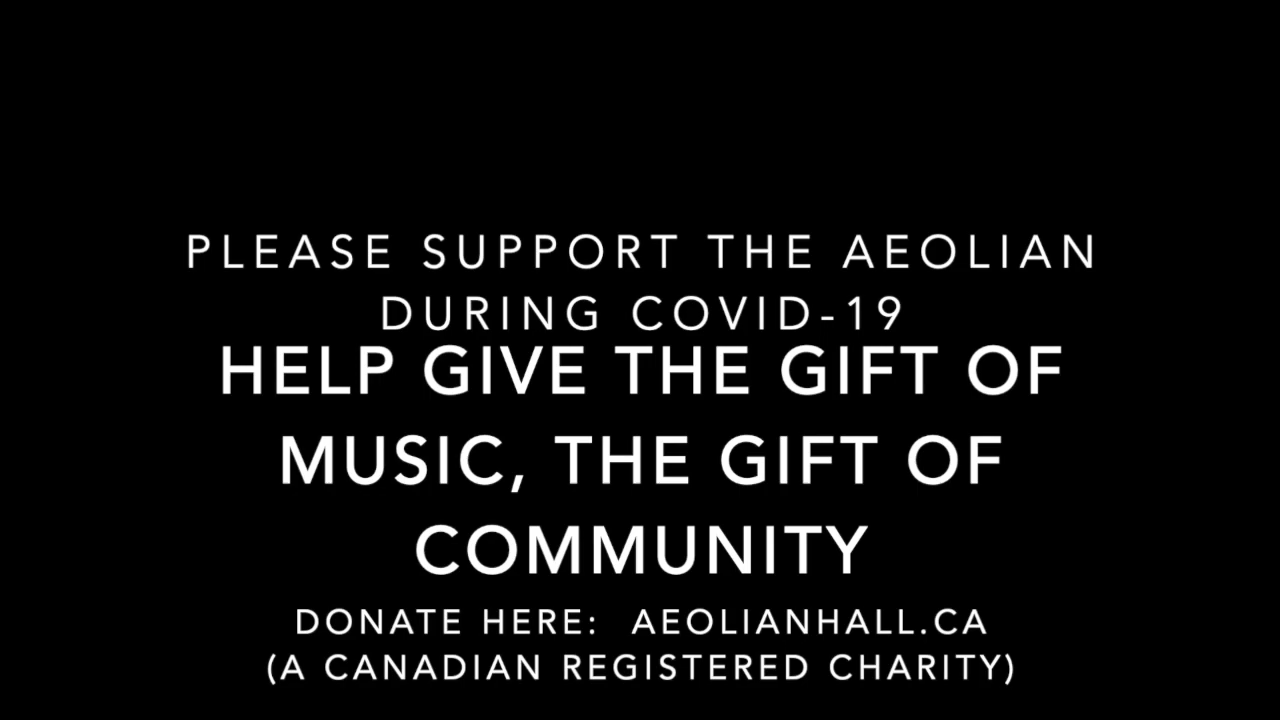 PLEASE SUPPORT THE AEOLIAN
DURING COVID-19
HELP GIVE THE GIFT OF
MUSIC, THE GIFT OF
COMMUNITY
DONATE HERE: AEOLIANHALL.CA
(A CANADIAN REGISTERED CHARITY)